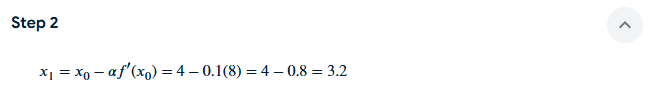 Step 2
x₁ = x₀ − αf′(x₀) = 4 − 0.1(8) = 4 − 0.8 = 3.2